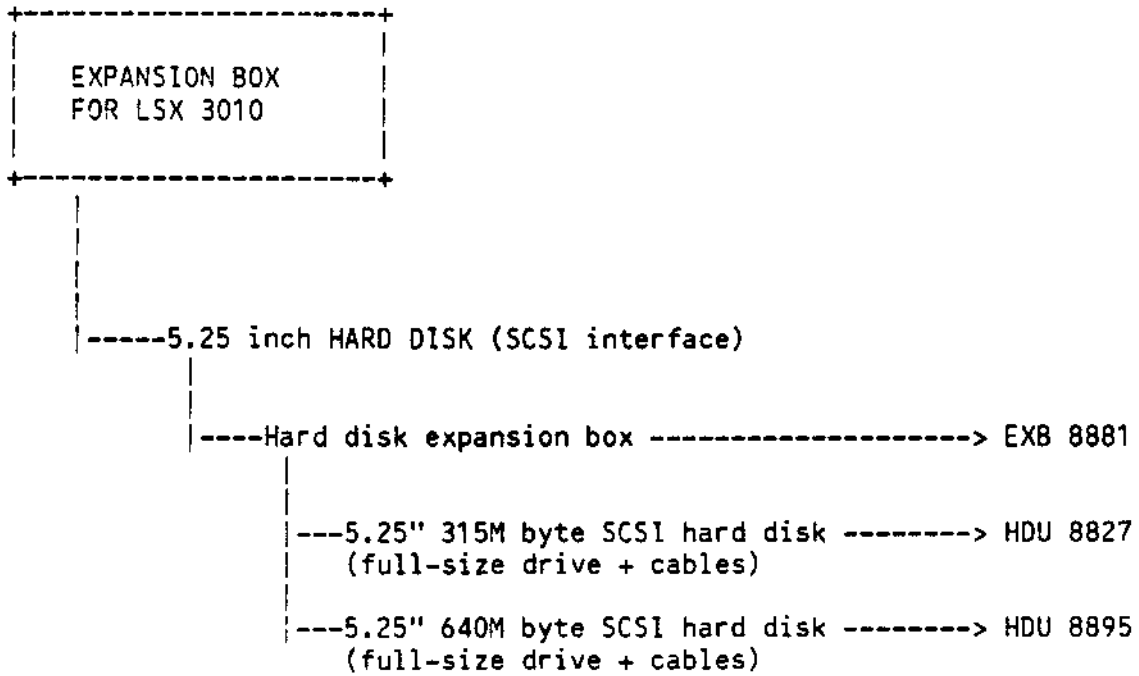 EXPANSION BOX
FOR LSX 3010
-----5.25 inch HARD DISK (SCSI interface)
----Hard disk expansion box --------------------> EXB 8881
---5.25" 315M byte SCSI hard disk --------> HDU 8827
(full-size drive + cables)
---5.25" 640M byte SCSI hard disk --------> HDU 8895
(full-size drive + cables)